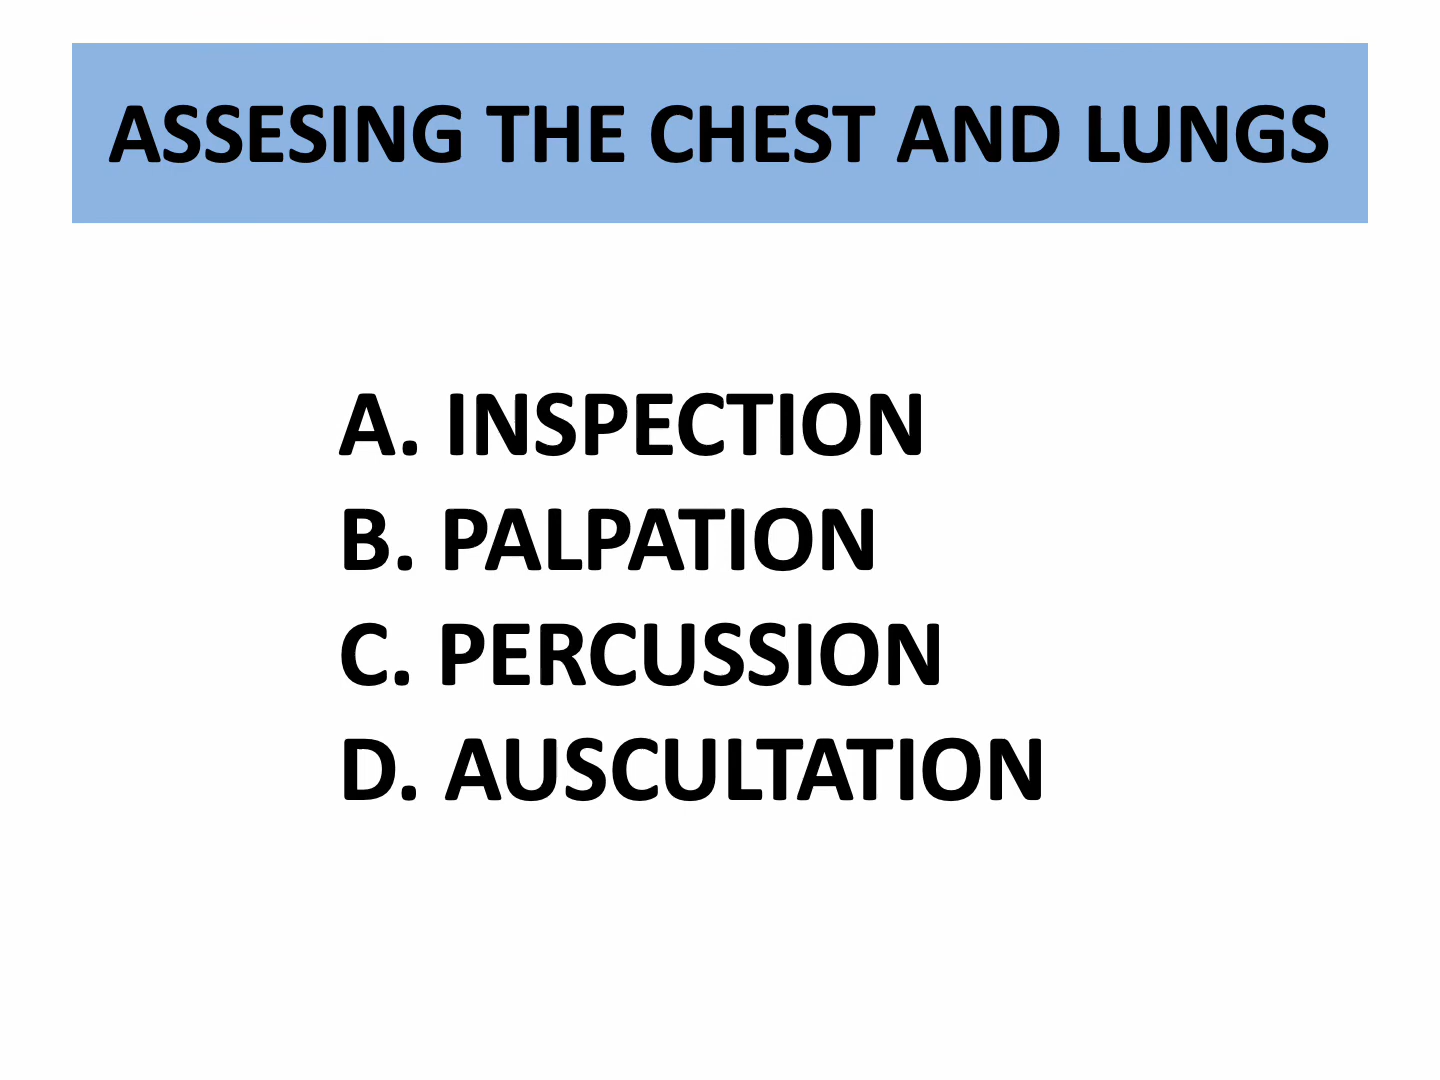 ASSESING THE CHEST AND LUNGS
A. INSPECTION
B. PALPATION
C. PERCUSSION
D. AUSCULTATION